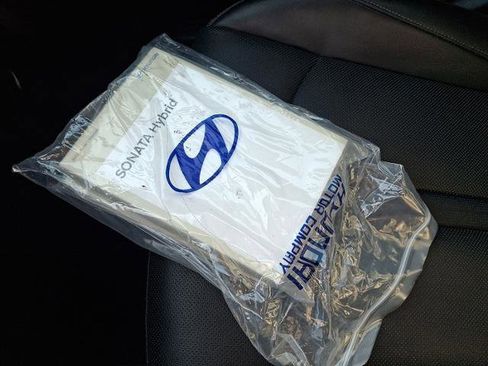 SONATA Hybrid
HYUNDAI
MOTOR COMPANY